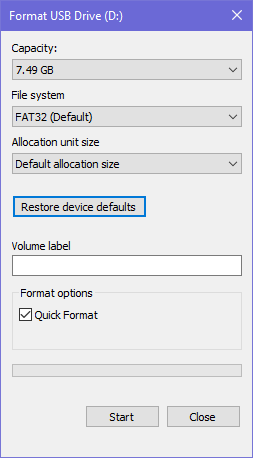 Format USB Drive (D:)
Capacity:
7.49 GB
File system
FAT32 (Default)
Allocation unit size
Default allocation size
Restore device defaults
Volume label
Format options
Quick Format
Start
Close